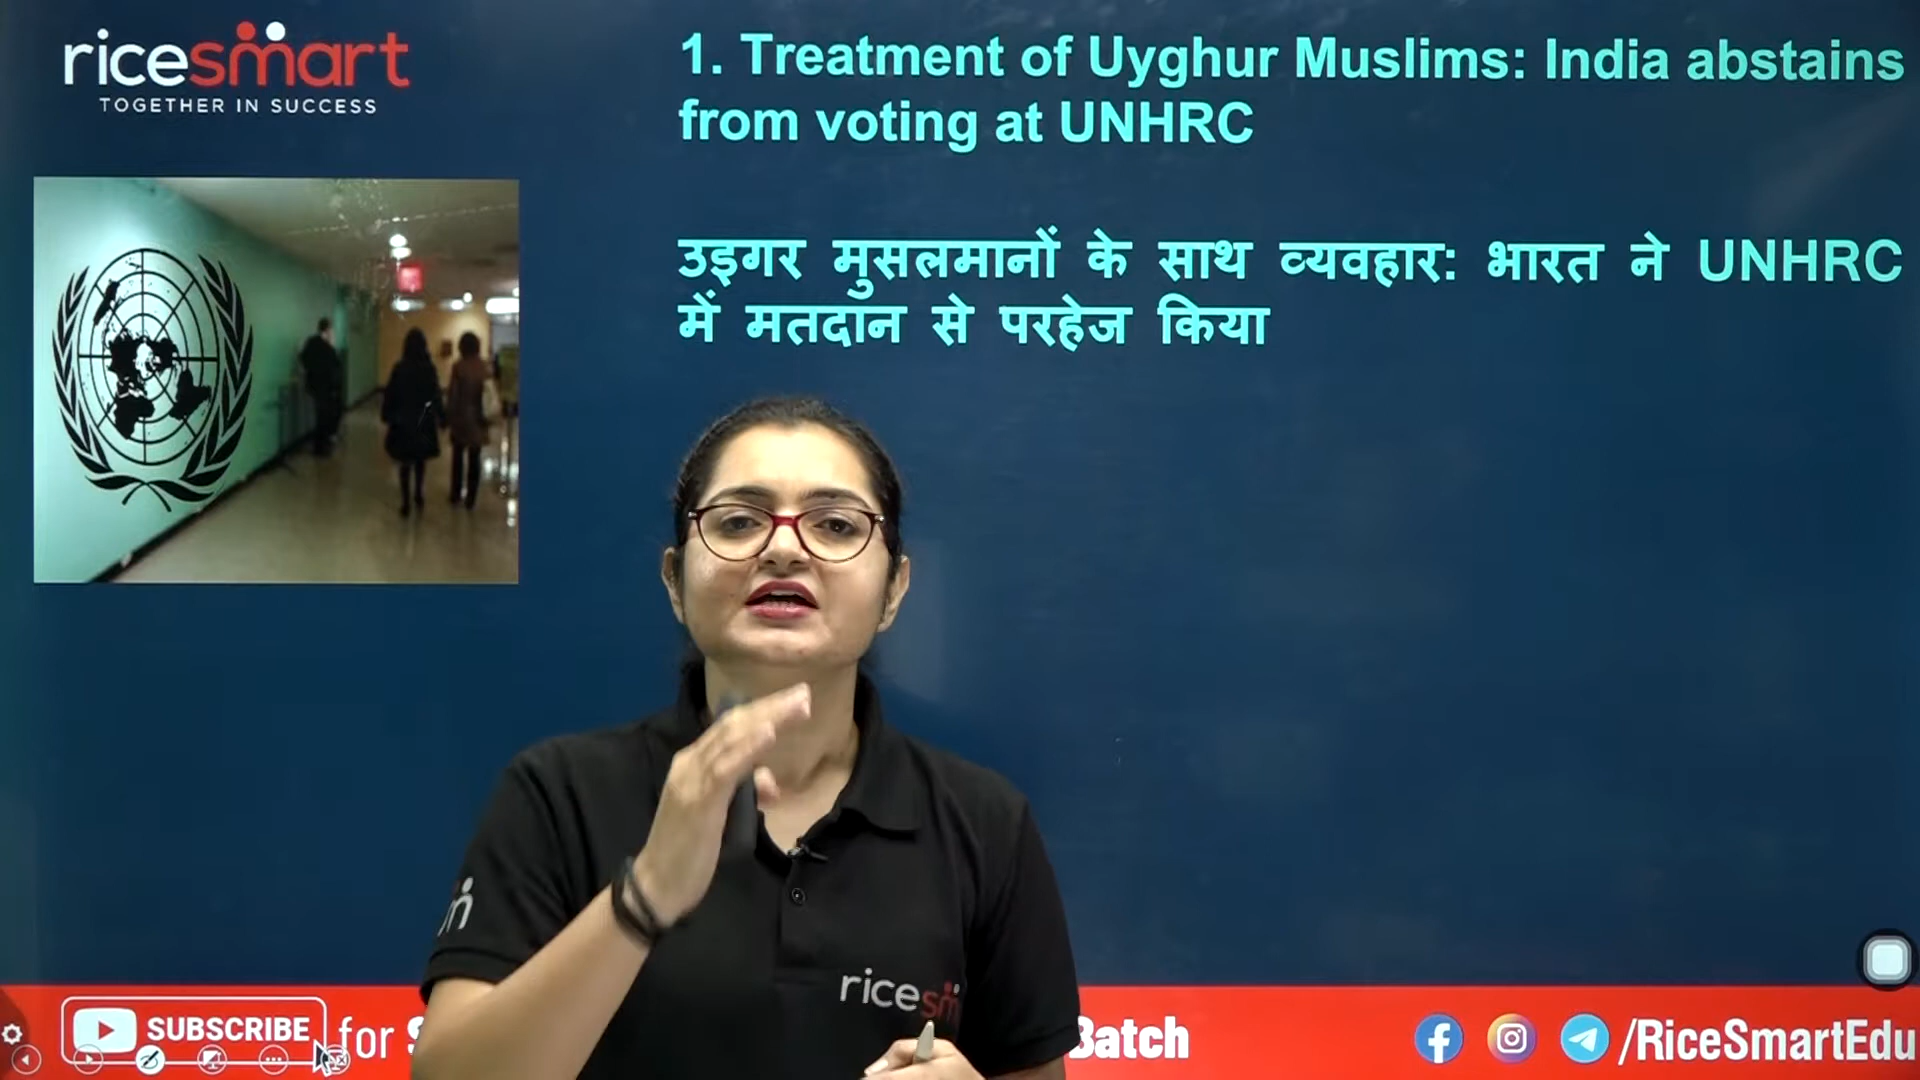 ricesmart
TOGETHER IN SUCCESS
1. Treatment of Uyghur Muslims: India abstains
from voting at UNHRC
उइगर मुसलमानों के साथ व्यवहार: भारत ने UNHRC
में मतदान से परहेज किया
rice
SUBSCRIBE for
Batch
/RiceSmartEdu